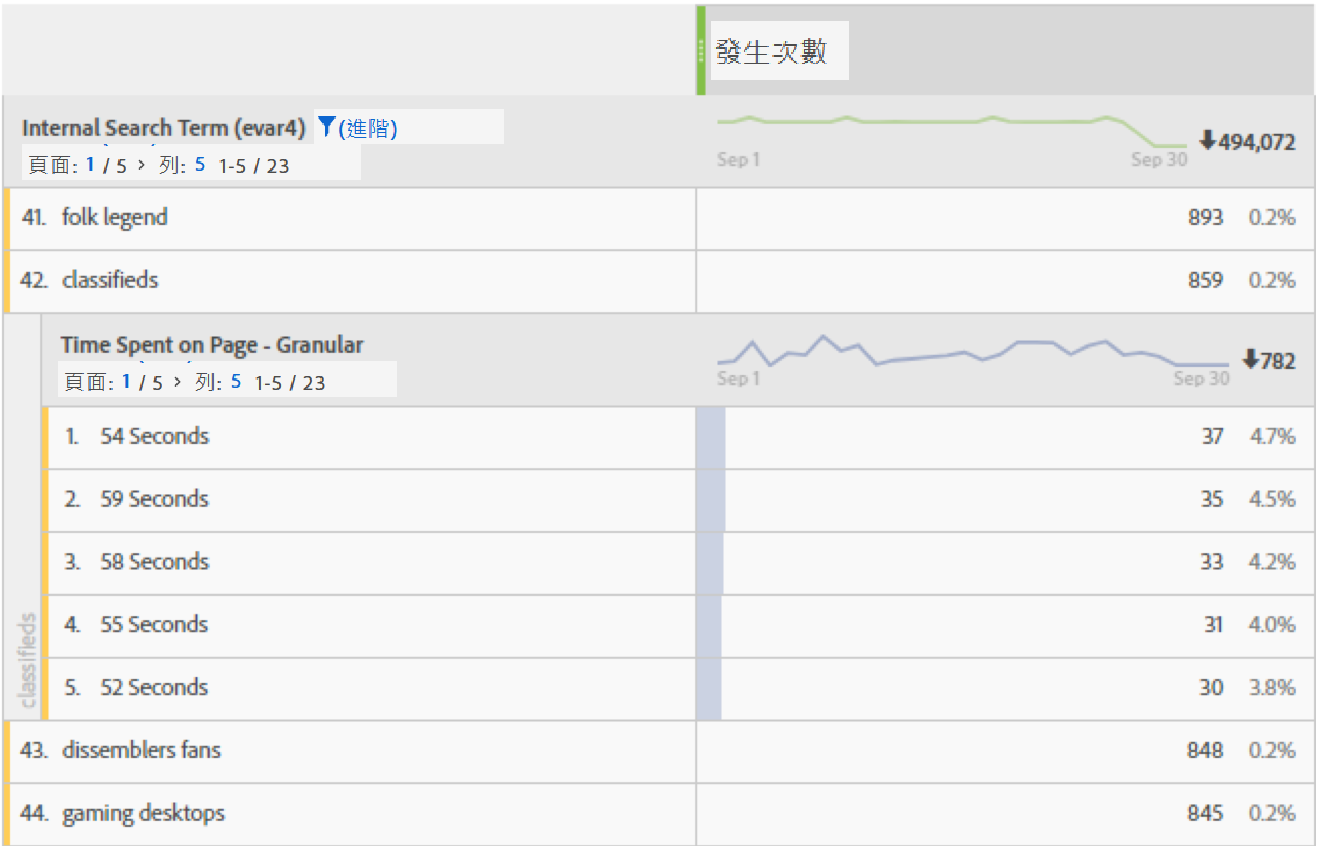 發生次數
Internal Search Term (evar4) (進階)
頁面: 1 / 5 > 列: 5 1-5 / 23
Sep 1 Sep 30 494,072
41. folk legend 893 0.2%
42. classifieds 859 0.2%
Time Spent on Page - Granular
頁面: 1 / 5 > 列: 5 1-5 / 23
Sep 1 Sep 30 782
1. 54 Seconds 37 4.7%
2. 59 Seconds 35 4.5%
3. 58 Seconds 33 4.2%
4. 55 Seconds 31 4.0%
5. 52 Seconds 30 3.8%
classifieds
43. dissemblers fans 848 0.2%
44. gaming desktops 845 0.2%